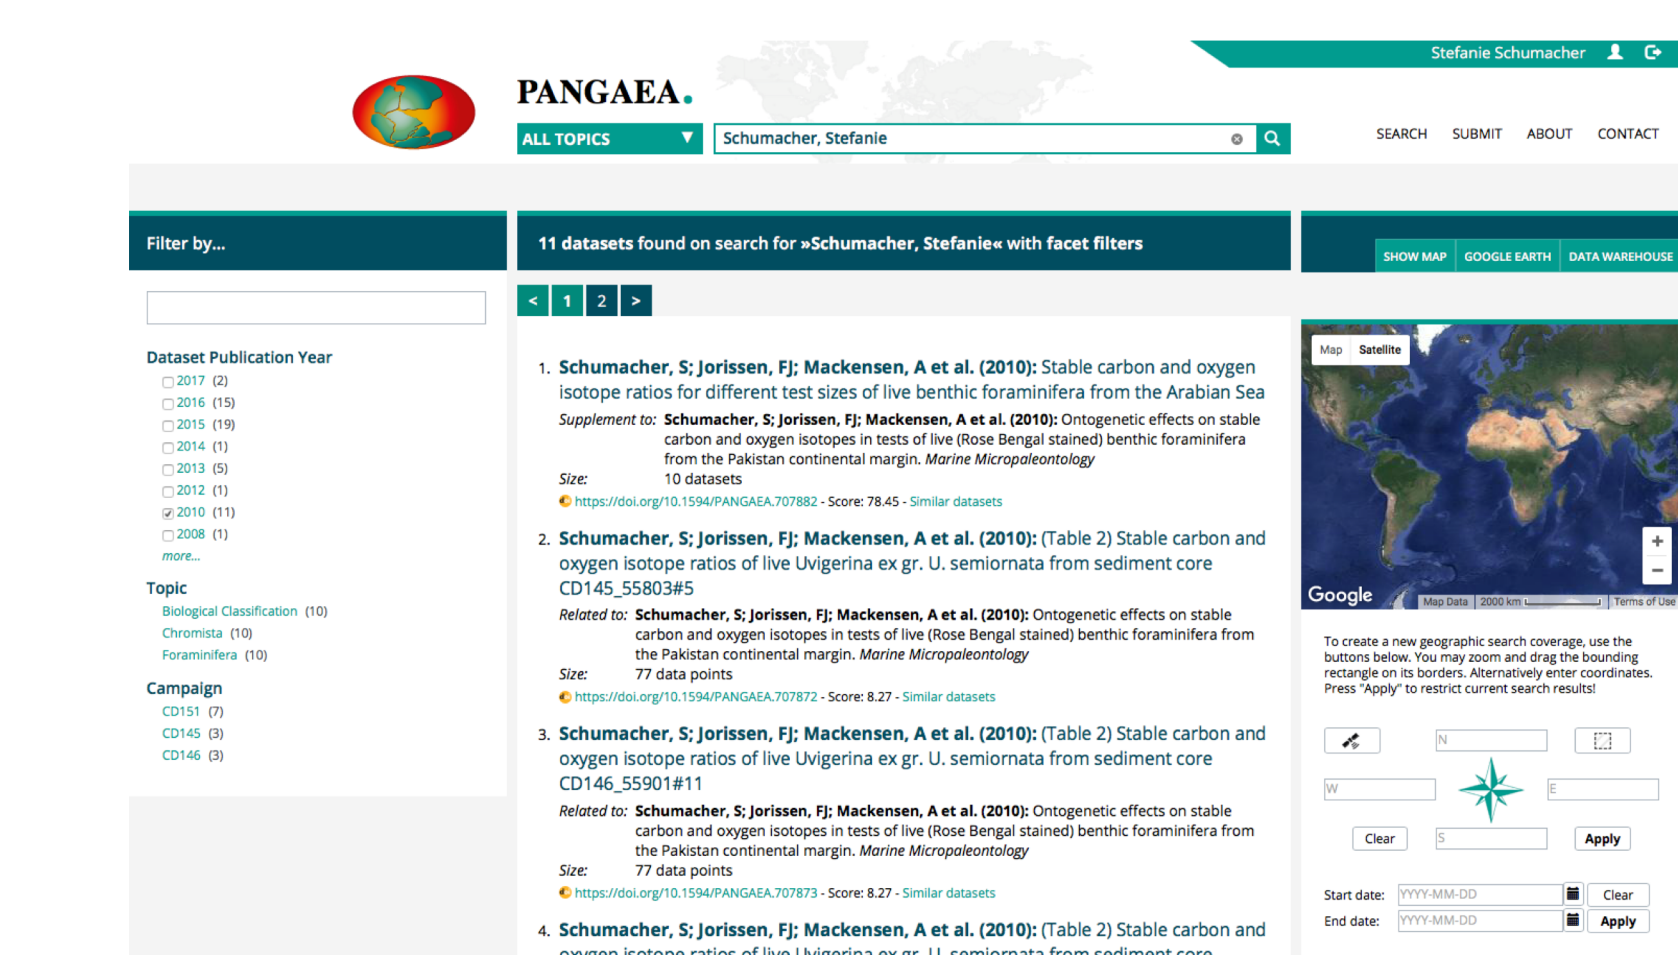 Stefanie Schumacher
PANGAEA.
ALL TOPICS
Schumacher, Stefanie
SEARCH SUBMIT ABOUT CONTACT
Filter by...
Dataset Publication Year
2017 (2)
2016 (15)
2015 (19)
2014 (1)
2013 (5)
2012 (1)
2010 (11)
2008 (1)
more...
Topic
Biological Classification (10)
Chromista (10)
Foraminifera (10)
Campaign
CD151 (7)
CD145 (3)
CD146 (3)
11 datasets found on search for »Schumacher, Stefanie« with facet filters
< 1 2 >
1. Schumacher, S; Jorissen, FJ; Mackensen, A et al. (2010): Stable carbon and oxygen
isotope ratios for different test sizes of live benthic foraminifera from the Arabian Sea
Supplement to: Schumacher, S; Jorissen, FJ; Mackensen, A et al. (2010): Ontogenetic effects on stable
carbon and oxygen isotopes in tests of live (Rose Bengal stained) benthic foraminifera
from the Pakistan continental margin. Marine Micropaleontology
Size: 10 datasets
https://doi.org/10.1594/PANGAEA.707882 - Score: 78.45 - Similar datasets
2. Schumacher, S; Jorissen, FJ; Mackensen, A et al. (2010): (Table 2) Stable carbon and
oxygen isotope ratios of live Uvigerina ex gr. U. semiornata from sediment core
CD145_55803#5
Related to: Schumacher, S; Jorissen, FJ; Mackensen, A et al. (2010): Ontogenetic effects on stable
carbon and oxygen isotopes in tests of live (Rose Bengal stained) benthic foraminifera from
the Pakistan continental margin. Marine Micropaleontology
Size: 77 data points
https://doi.org/10.1594/PANGAEA.707872 - Score: 8.27 - Similar datasets
3. Schumacher, S; Jorissen, FJ; Mackensen, A et al. (2010): (Table 2) Stable carbon and
oxygen isotope ratios of live Uvigerina ex gr. U. semiornata from sediment core
CD146_55901#11
Related to: Schumacher, S; Jorissen, FJ; Mackensen, A et al. (2010): Ontogenetic effects on stable
carbon and oxygen isotopes in tests of live (Rose Bengal stained) benthic foraminifera from
the Pakistan continental margin. Marine Micropaleontology
Size: 77 data points
https://doi.org/10.1594/PANGAEA.707873 - Score: 8.27 - Similar datasets
4. Schumacher, S; Jorissen, FJ; Mackensen, A et al. (2010): (Table 2) Stable carbon and
oxygen isotope ratios of live Uvigerina ex gr. U. semiornata from sediment core
SHOW MAP GOOGLE EARTH DATA WAREHOUSE
Map Satellite
+
−
Google Map Data 2000 km Terms of Use
To create a new geographic search coverage, use the
buttons below. You may zoom and drag the bounding
rectangle on its borders. Alternatively enter coordinates.
Press "Apply" to restrict current search results!
N
W E
Clear S Apply
Start date: YYYY-MM-DD Clear
End date: YYYY-MM-DD Apply